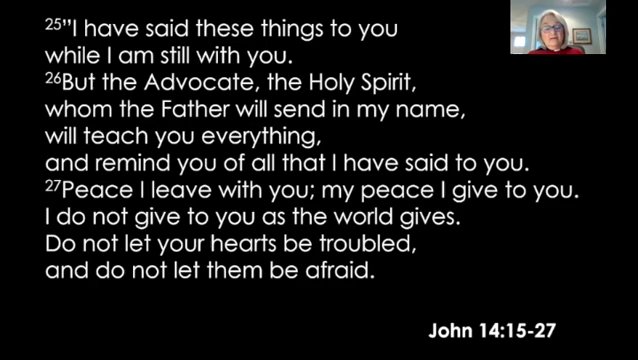 25”I have said these things to you
while I am still with you.
26But the Advocate, the Holy Spirit,
whom the Father will send in my name,
will teach you everything,
and remind you of all that I have said to you.
27Peace I leave with you; my peace I give to you.
I do not give to you as the world gives.
Do not let your hearts be troubled,
and do not let them be afraid.
John 14:15-27